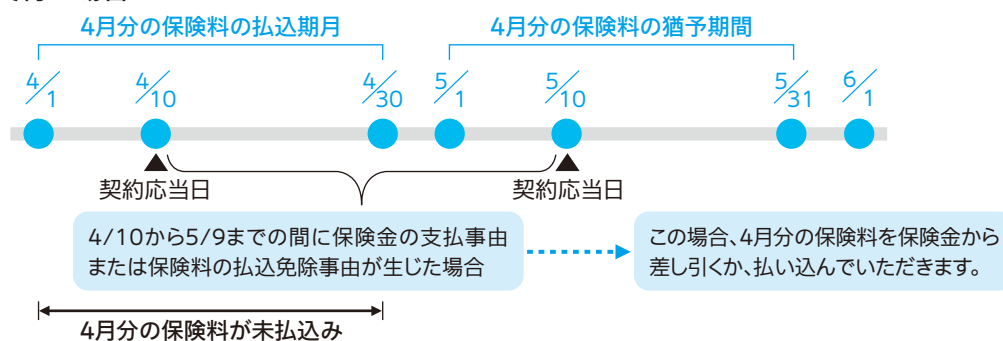 4月分の保険料の払込期月 4月分の保険料の猶予期間
4/1 4/10 4/30 5/1 5/10 5/31 6/1
契約応当日 契約応当日
4/10から5/9までの間に保険金の支払事由
または保険料の払込免除事由が生じた場合
この場合、4月分の保険料を保険金から
差し引くか、払い込んでいただきます。
4月分の保険料が未払込み